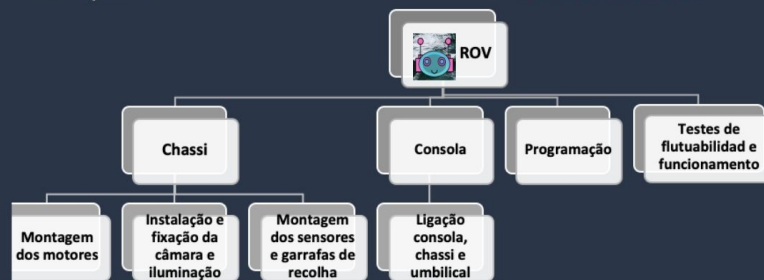 ROV
Chassi
Consola
Programação
Testes de
flutuabilidad e
funcionamento
Montagem
dos motores
Instalação e
fixação da
câmara e
iluminação
Montagem
dos sensores
e garrafas de
recolha
Ligação
consola,
chassi e
umbilical